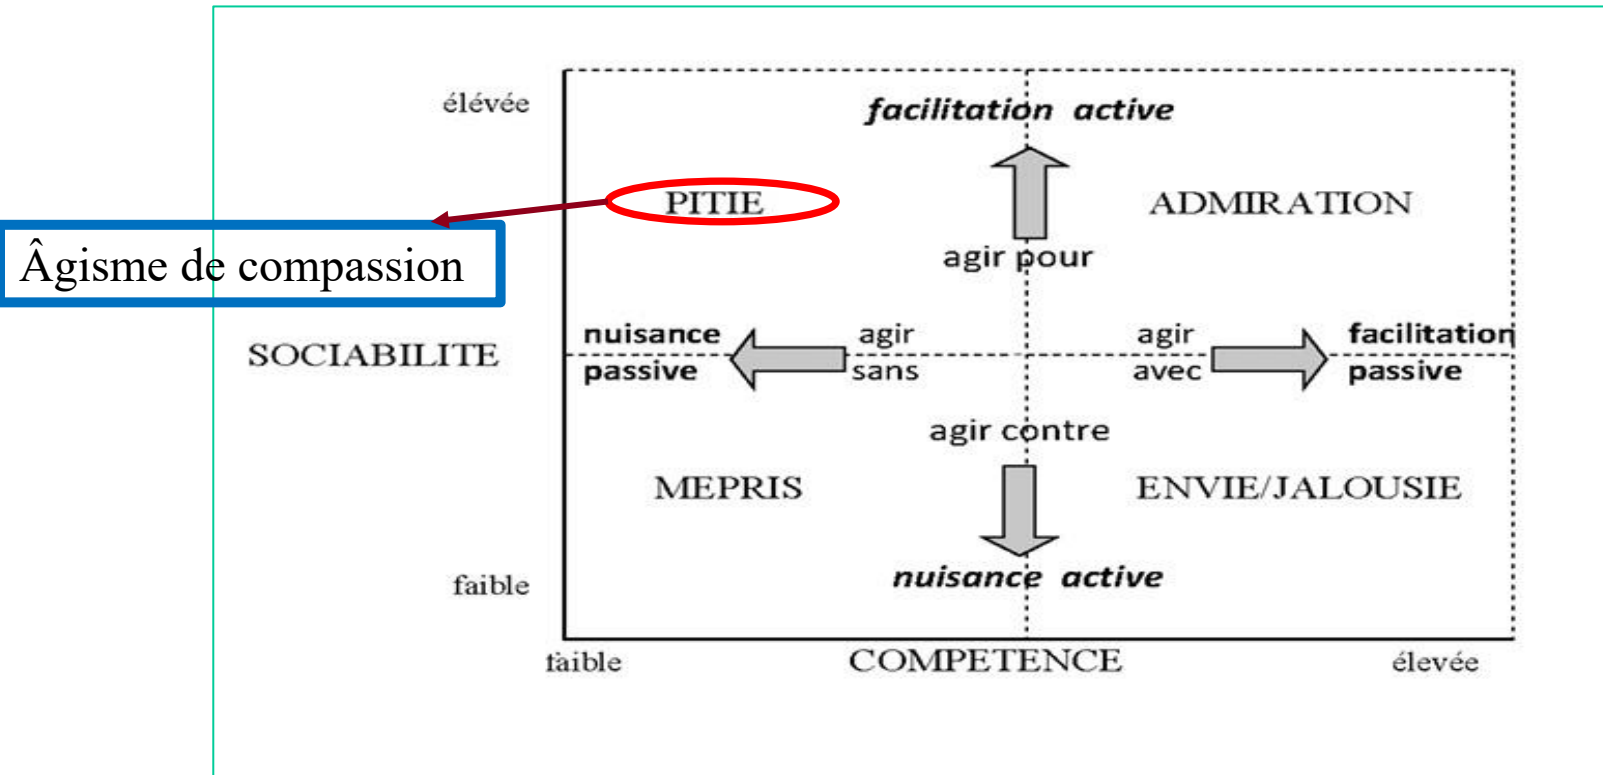 élévée
facilitation active
PITIE
ADMIRATION
agir pour
Âgisme de compassion
SOCIABILITE
nuisance
passive
agir
sans
agir
avec
facilitation
passive
agir contre
MEPRIS
ENVIE/JALOUSIE
nuisance active
faible
faible
COMPETENCE
élevée